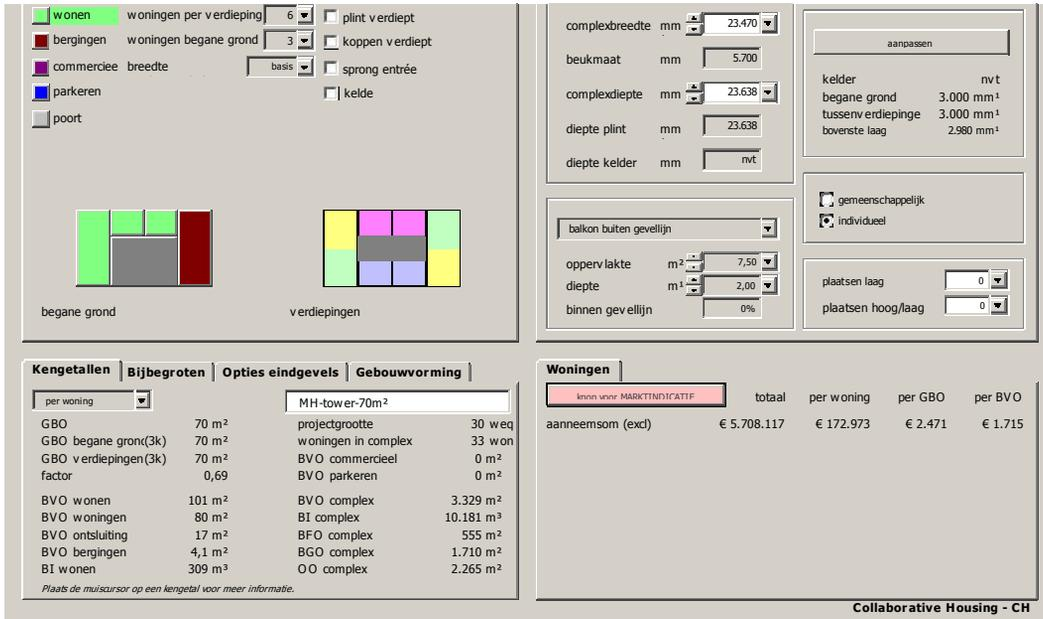 wonen woningen per verdieping 6 plint verdiept
bergingen woningen begane grond 3 koppen verdiept
commerciee breedte basis sprong entrée
parkeren kelde
poort
begane grond verdiepingen
complexbreedte mm 23.470
beukmaat mm 5.700
complexdiepte mm 23.638
diepte plint mm 23.638
diepte kelder mm nvt
aanpassen
kelder nvt
begane grond 3.000 mm¹
tussenverdiepinge 3.000 mm¹
bovenste laag 2.980 mm¹
balkon buiten gevellijn
oppervlakte m² 7,50
diepte m¹ 2,00
binnen gevellijn 0%
gemeenschappelijk
individueel
plaatsen laag 0
plaatsen hoog/laag 0
Kengetallen Bijbegroten Opties eindgevels Gebouwvorming
per woning MH-tower-70m²
GBO 70 m² projectgrootte 30 weq
GBO begane gronc(3k) 70 m² woningen in complex 33 won
GBO verdiepingen(3k) 70 m² BVO commercieel 0 m²
factor 0,69 BVO parkeren 0 m²
BVO wonen 101 m² BVO complex 3.329 m²
BVO woningen 80 m² BI complex 10.181 m³
BVO ontsluiting 17 m² BFO complex 555 m²
BVO bergingen 4,1 m² BGO complex 1.710 m²
BI wonen 309 m³ OO complex 2.265 m²
Plaats de muiscursor op een kengetal voor meer informatie.
Woningen
knop voor MARKTINDICATIE totaal per woning per GBO per BVO
aanneemsom (excl) € 5.708.117 € 172.973 € 2.471 € 1.715
Collaborative Housing - CH